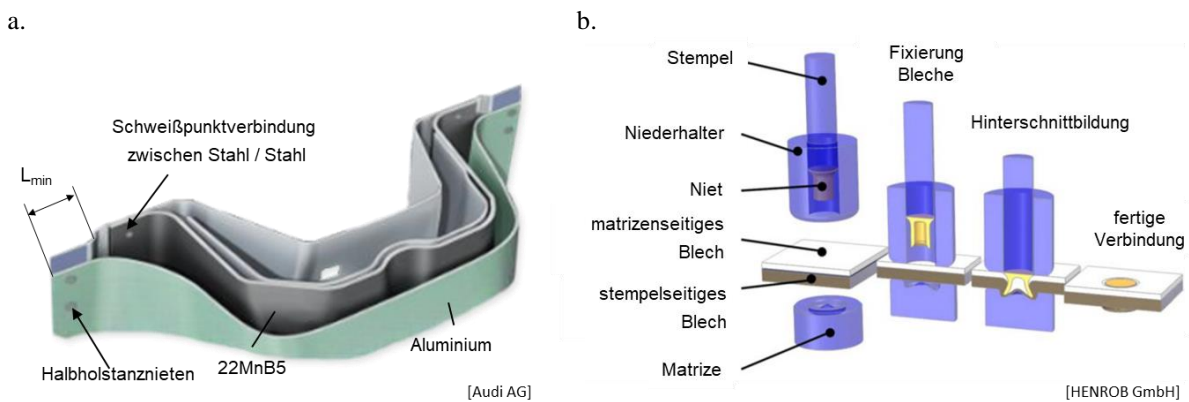 a.
Schweißpunktverbindung
zwischen Stahl / Stahl
Lmin
Halbholstanznieten
22MnB5
Aluminium
[Audi AG]
b.
Stempel
Niederhalter
Niet
matrizenseitiges
Blech
stempelseitiges
Blech
Matrize
Fixierung
Bleche
Hinterschnittbildung
fertige
Verbindung
[HENROB GmbH]